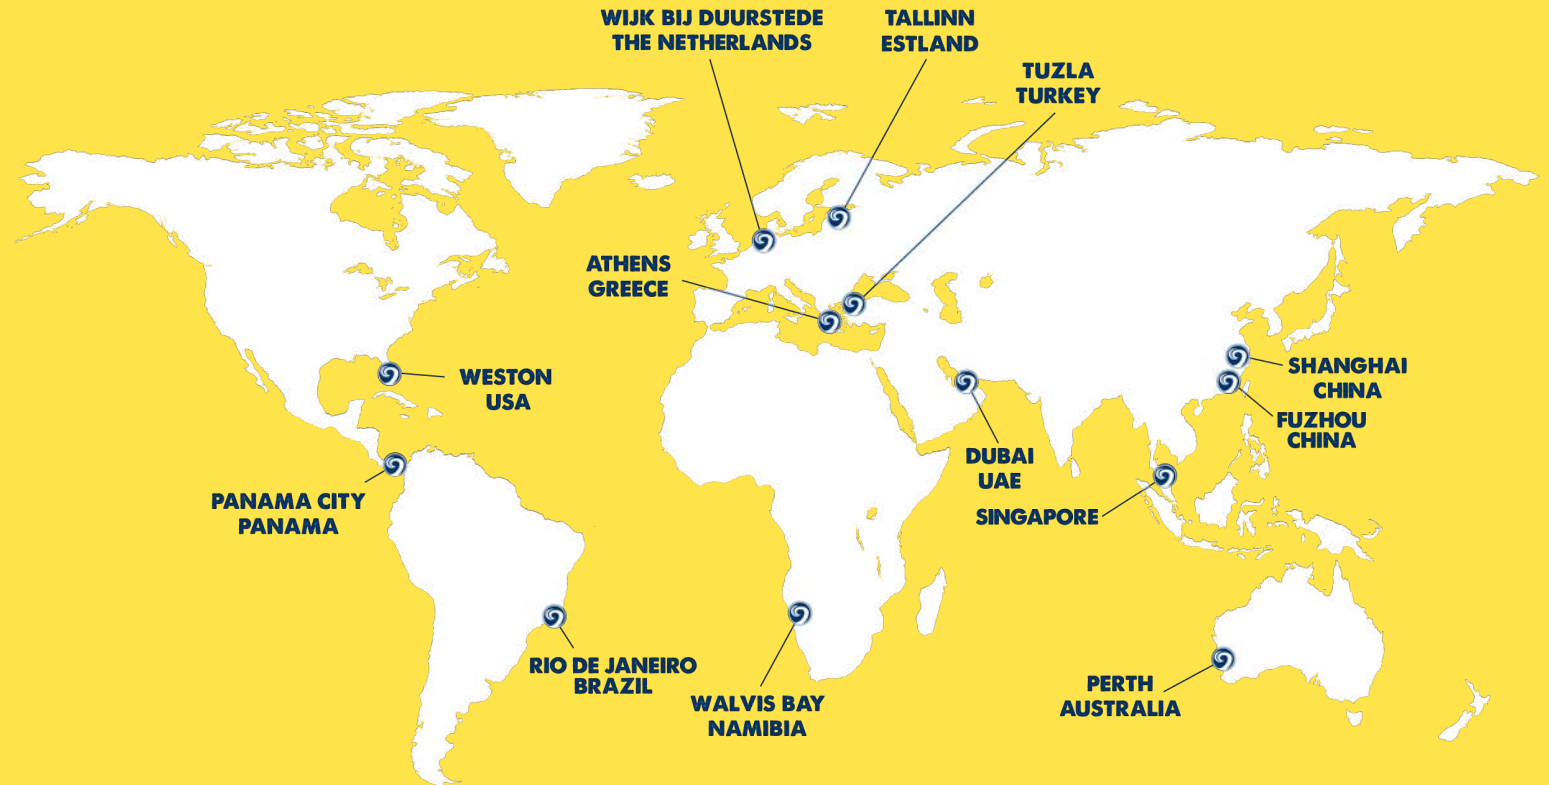 WIJK BIJ DUURSTEDE
THE NETHERLANDS
TALLINN
ESTLAND
TUZLA
TURKEY
ATHENS
GREECE
WESTON
USA
SHANGHAI
CHINA
FUZHOU
CHINA
DUBAI
UAE
PANAMA CITY
PANAMA
SINGAPORE
RIO DE JANEIRO
BRAZIL
WALVIS BAY
NAMIBIA
PERTH
AUSTRALIA